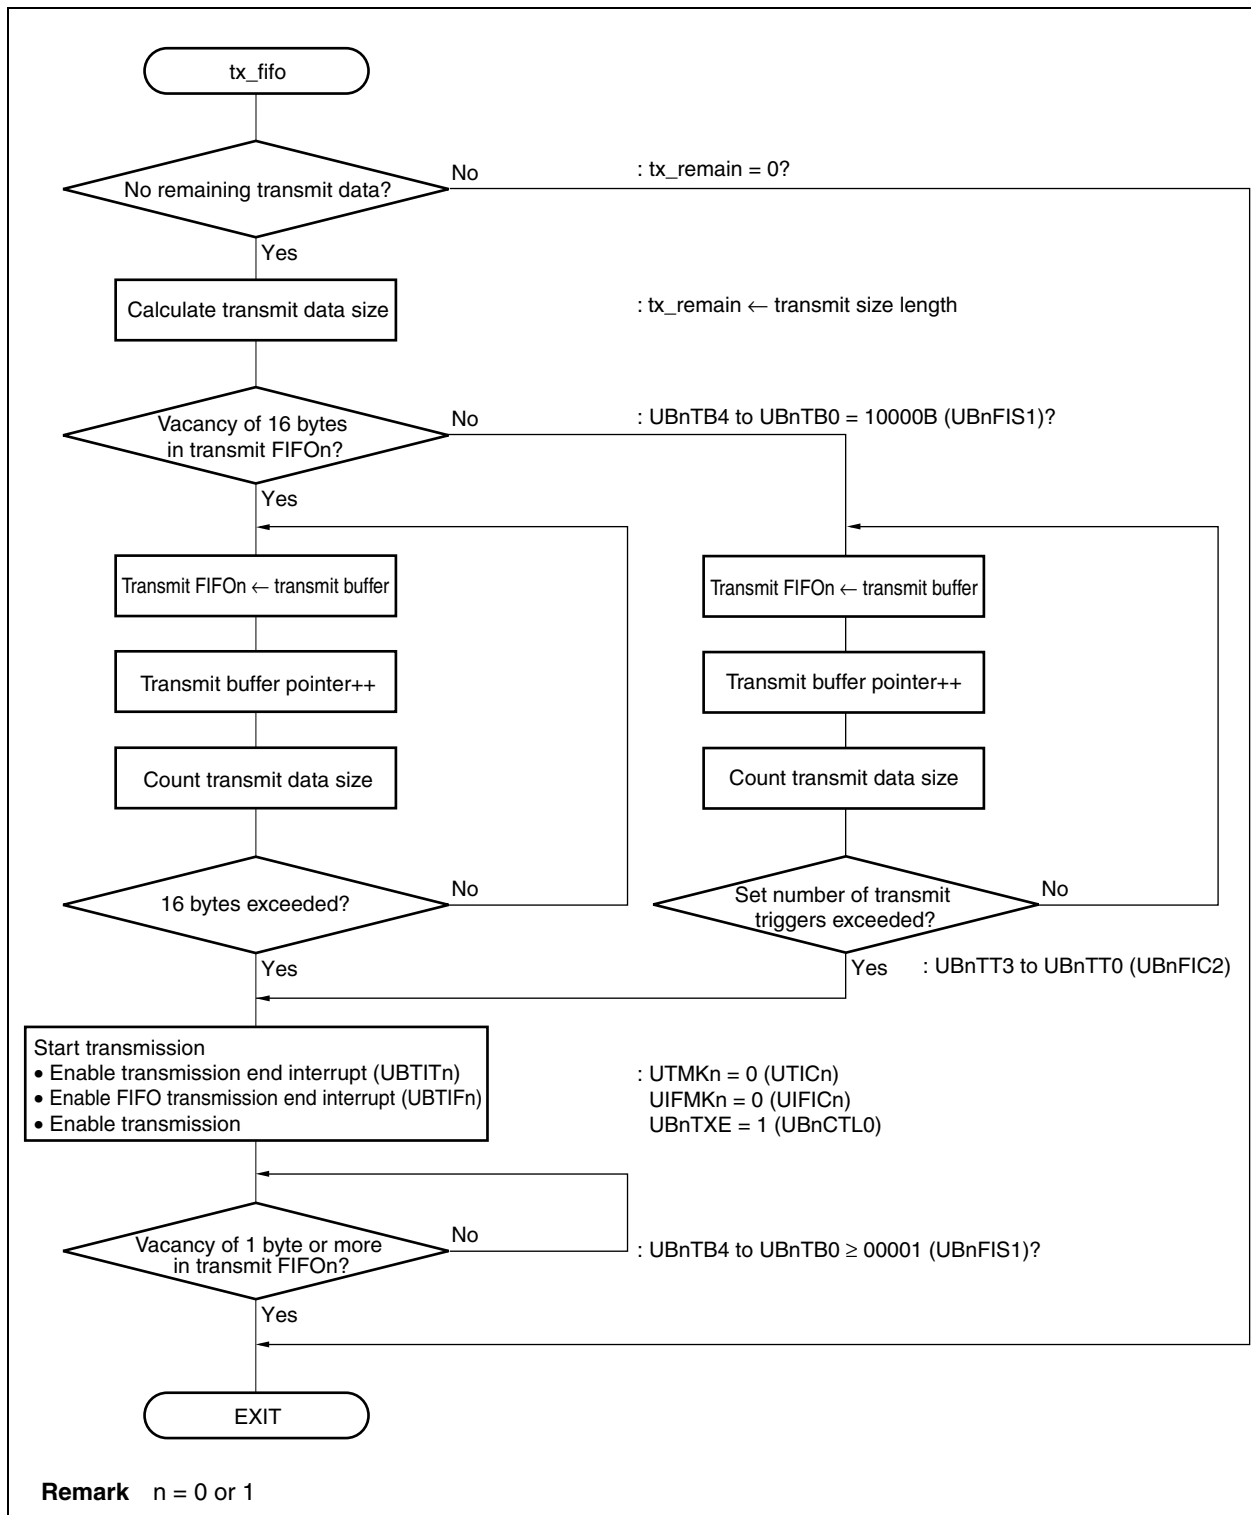 tx_fifo
No remaining transmit data?
No
: tx_remain = 0?
Yes
Calculate transmit data size
: tx_remain ← transmit size length
Vacancy of 16 bytes
in transmit FIFOn?
No
: UBnTB4 to UBnTB0 = 10000B (UBnFIS1)?
Yes
Transmit FIFOn ← transmit buffer
Transmit buffer pointer++
Count transmit data size
16 bytes exceeded?
No
Yes
Transmit FIFOn ← transmit buffer
Transmit buffer pointer++
Count transmit data size
Set number of transmit
triggers exceeded?
No
Yes
: UBnTT3 to UBnTT0 (UBnFIC2)
Start transmission
• Enable transmission end interrupt (UBTITn)
• Enable FIFO transmission end interrupt (UBTIFn)
• Enable transmission
: UTMKn = 0 (UTICn)
UIFMKn = 0 (UIFICn)
UBnTXE = 1 (UBnCTL0)
Vacancy of 1 byte or more
in transmit FIFOn?
No
: UBnTB4 to UBnTB0 ≥ 00001 (UBnFIS1)?
Yes
EXIT
Remark n = 0 or 1